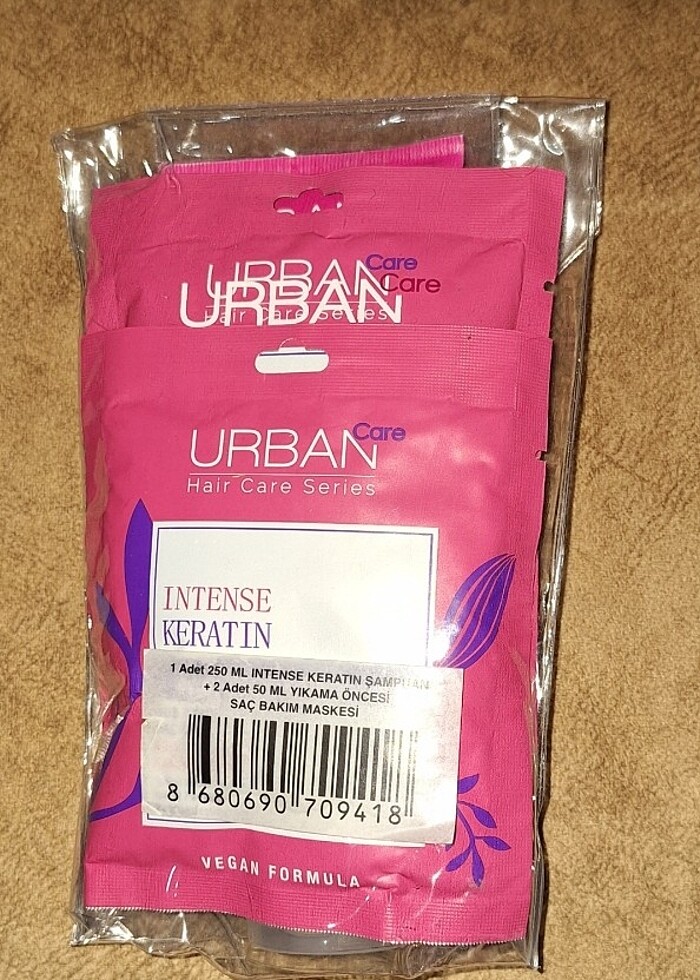 URBAN Care
URBAN Care
Hair Care Series
URBAN Care
Hair Care Series
INTENSE
KERATIN
1 Adet 250 ML INTENSE KERATIN ŞAMPUAN
+ 2 Adet 50 ML YIKAMA ÖNCESİ
SAÇ BAKIM MASKESİ
8 680690 709418
VEGAN FORMULA